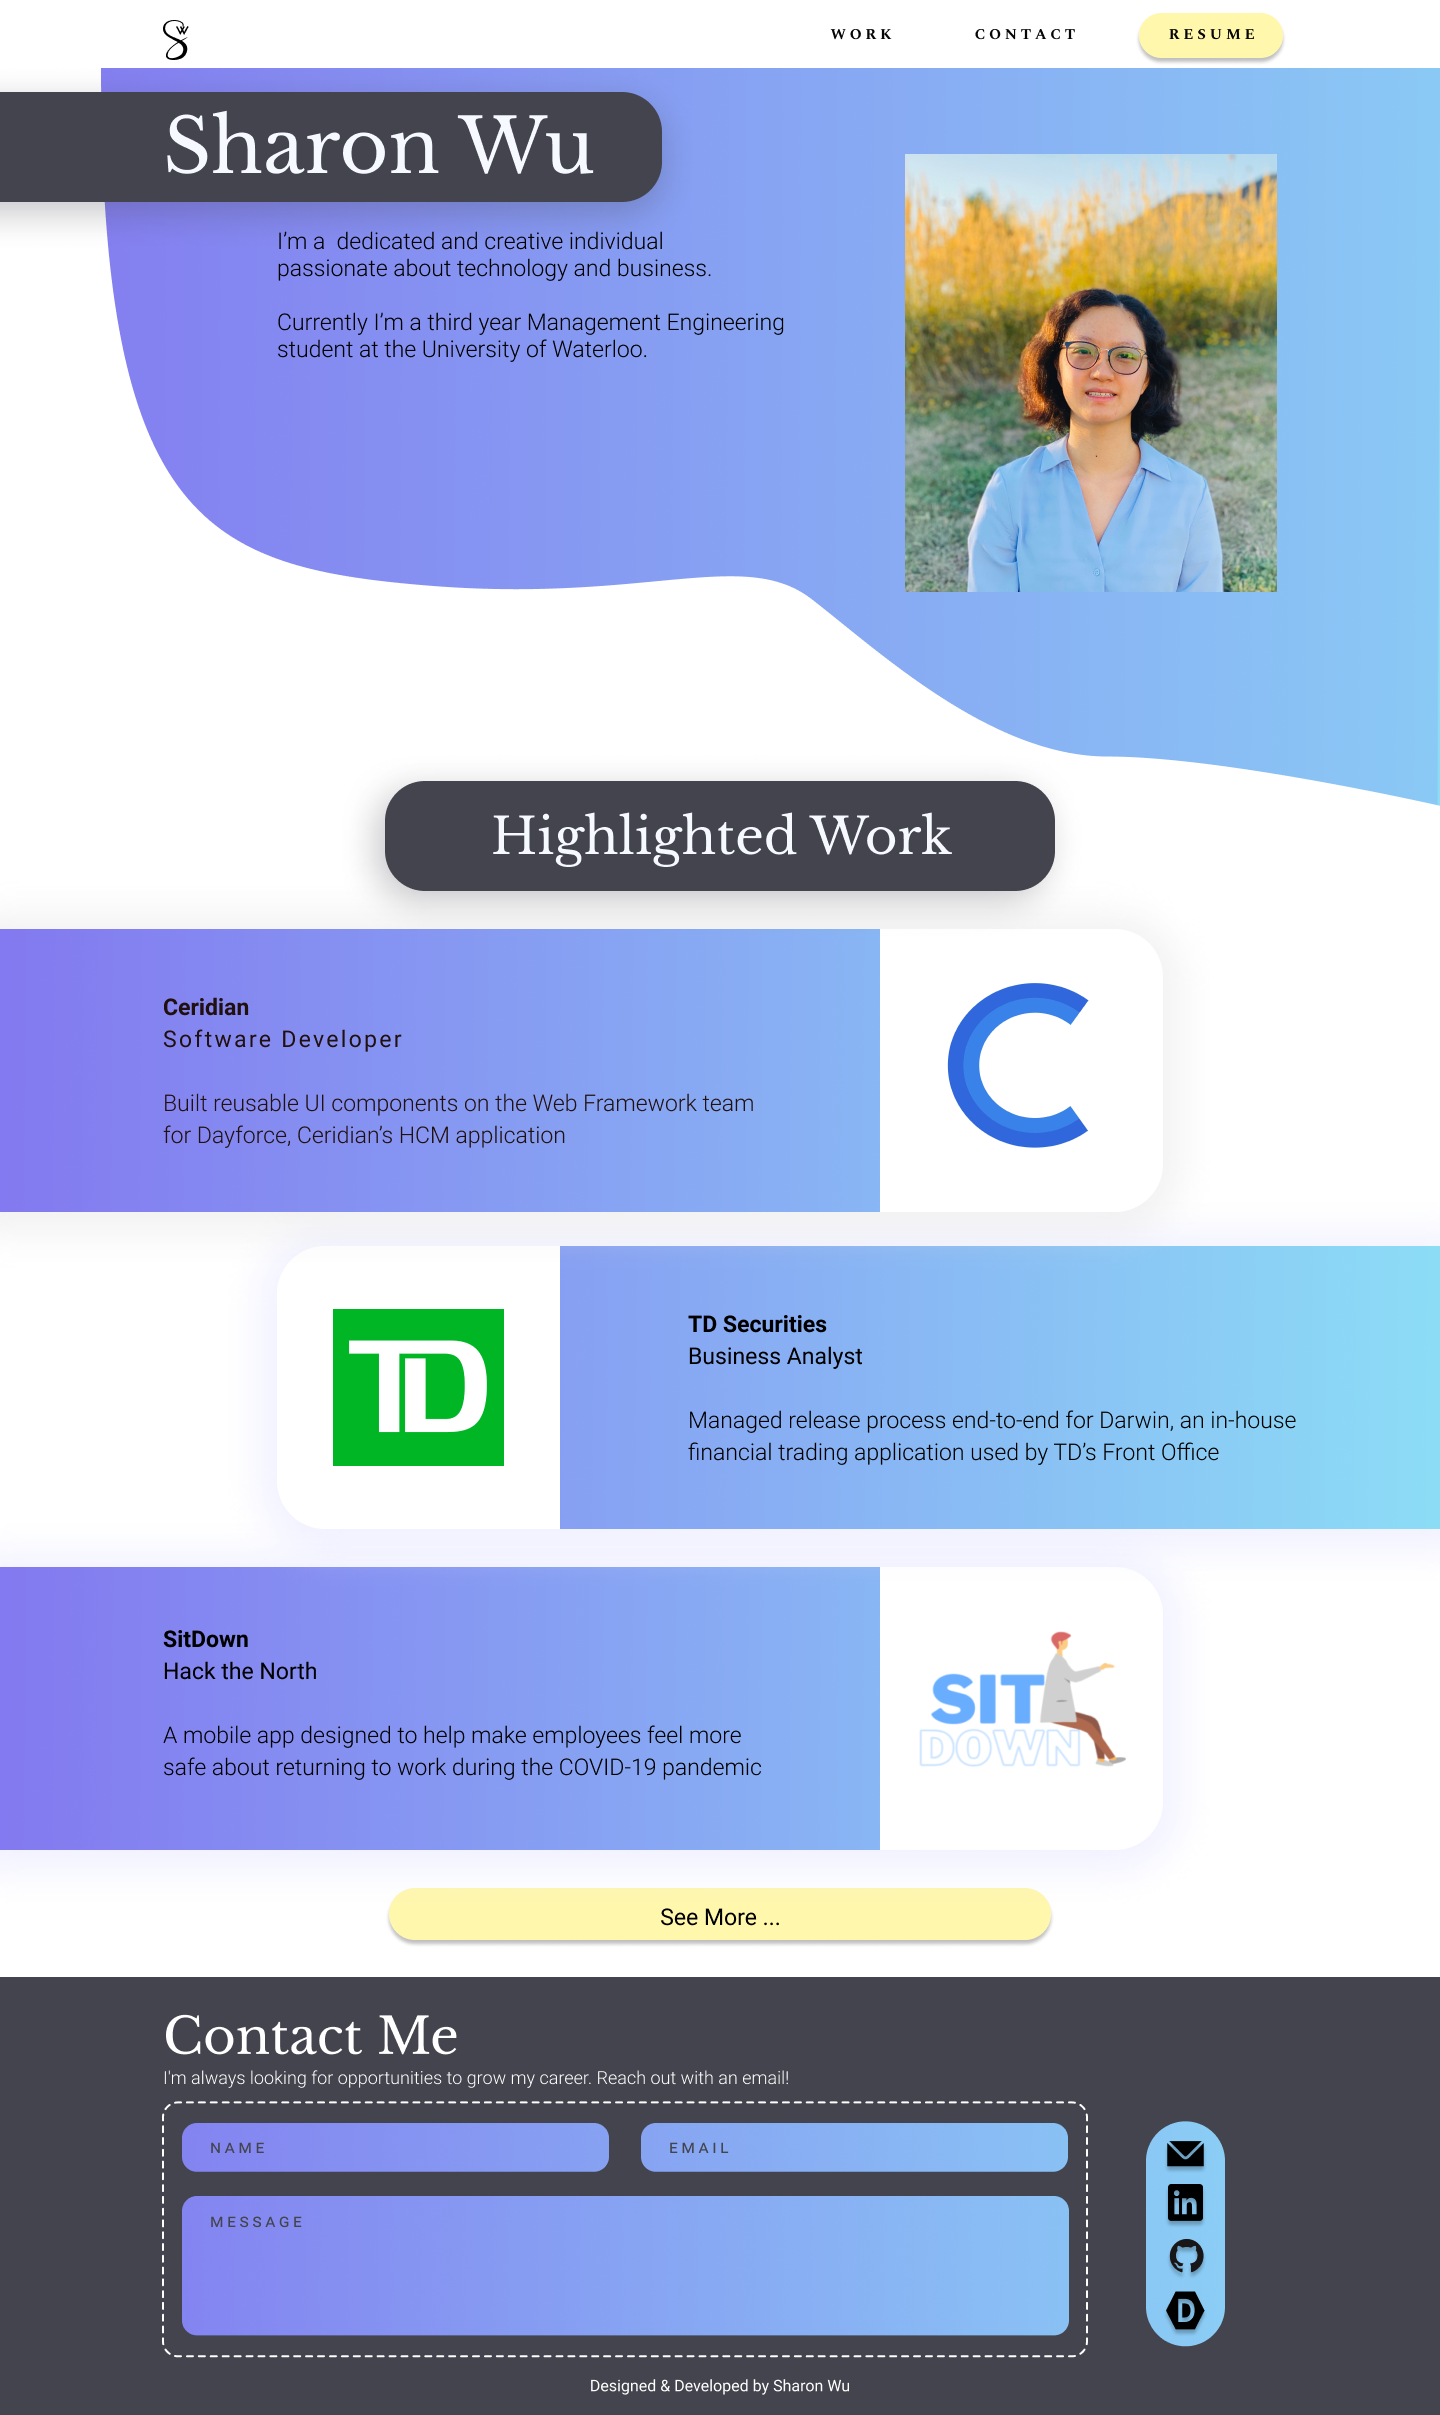 SW
WORK
CONTACT
RESUME
Sharon Wu
I’m a  dedicated and creative individual
passionate about technology and business.
Currently I’m a third year Management Engineering
student at the University of Waterloo.
Highlighted Work
Ceridian
Software Developer
Built reusable UI components on the Web Framework team
for Dayforce, Ceridian’s HCM application
C
TD
TD Securities
Business Analyst
Managed release process end-to-end for Darwin, an in-house
financial trading application used by TD’s Front Office
SitDown
Hack the North
A mobile app designed to help make employees feel more
safe about returning to work during the COVID-19 pandemic
SIT
DOWN
See More ...
Contact Me
I'm always looking for opportunities to grow my career. Reach out with an email!
NAME
EMAIL
MESSAGE
in
D
Designed & Developed by Sharon Wu